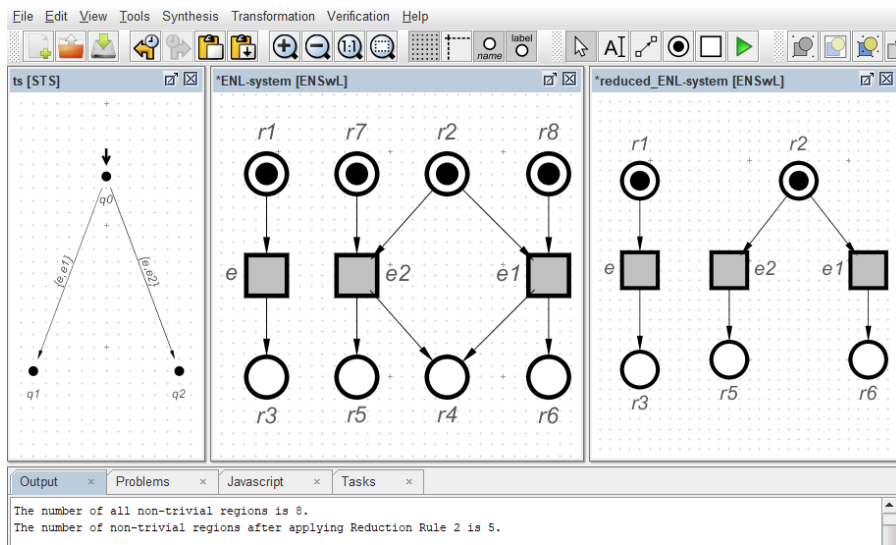 File Edit View Tools Synthesis Transformation Verification Help
1:1 AI name label
ts [STS]
q0
{e,e1}
{e,e2}
q1 q2
*ENL-system [ENSwL]
r1 r7 r2 r8
e e2 e1
r3 r5 r4 r6
*reduced_ENL-system [ENSwL]
r1 r2
e e2 e1
r3 r5 r6
Output × Problems × Javascript × Tasks ×
The number of all non-trivial regions is 8.
The number of non-trivial regions after applying Reduction Rule 2 is 5.